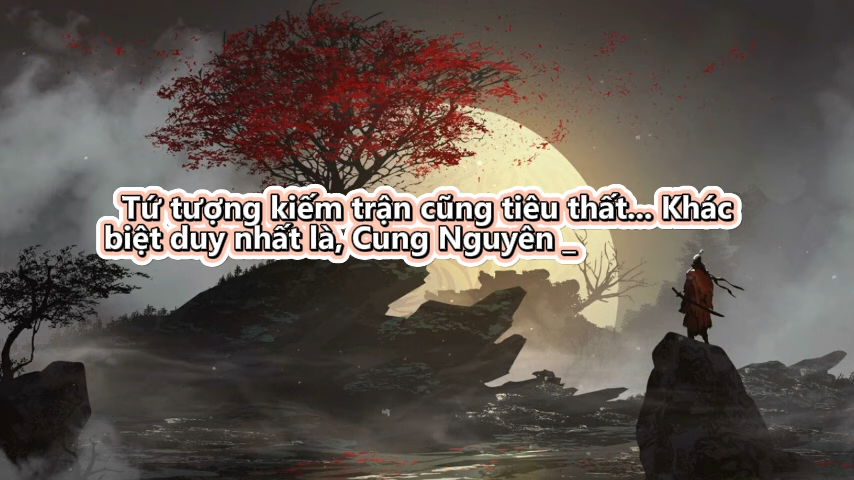 Tứ tượng kiếm trận cũng tiêu thất... Khác
biệt duy nhất là, Cung Nguyên _